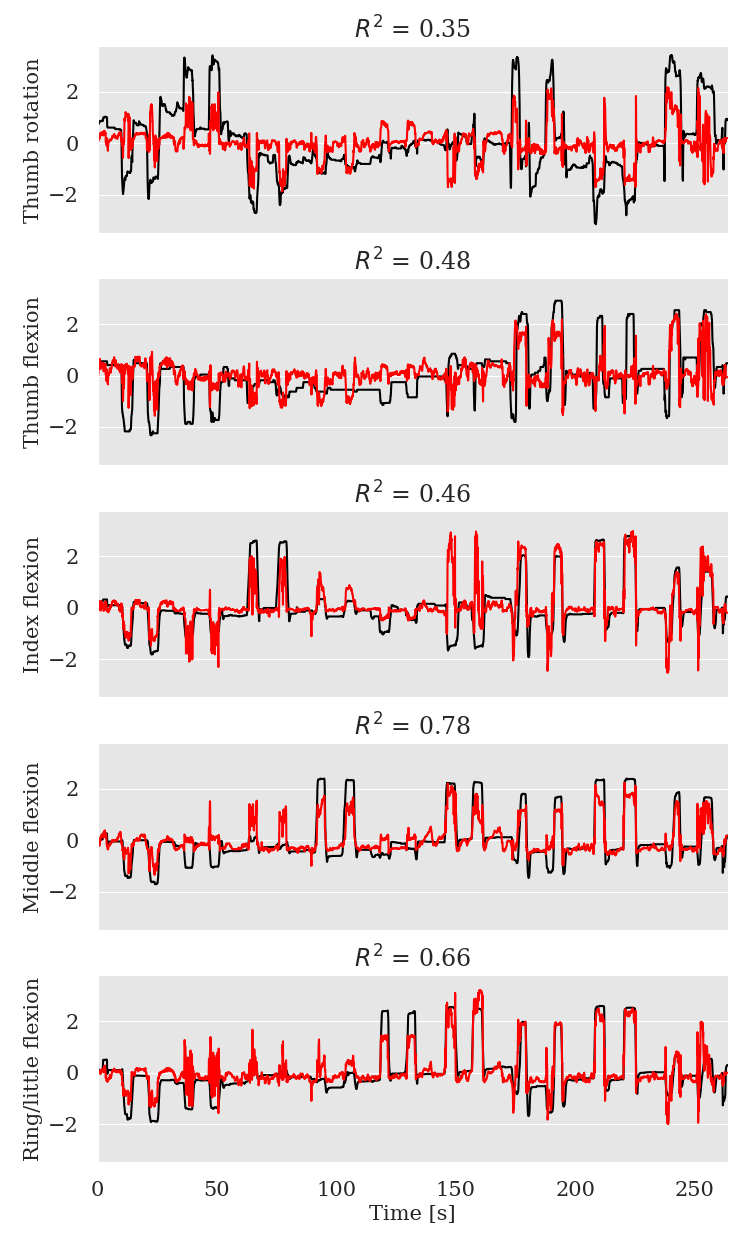 R² = 0.35
Thumb rotation
2
0
−2
R² = 0.48
Thumb flexion
2
0
−2
R² = 0.46
Index flexion
2
0
−2
R² = 0.78
Middle flexion
2
0
−2
R² = 0.66
Ring/little flexion
2
0
−2
0 50 100 150 200 250
Time [s]